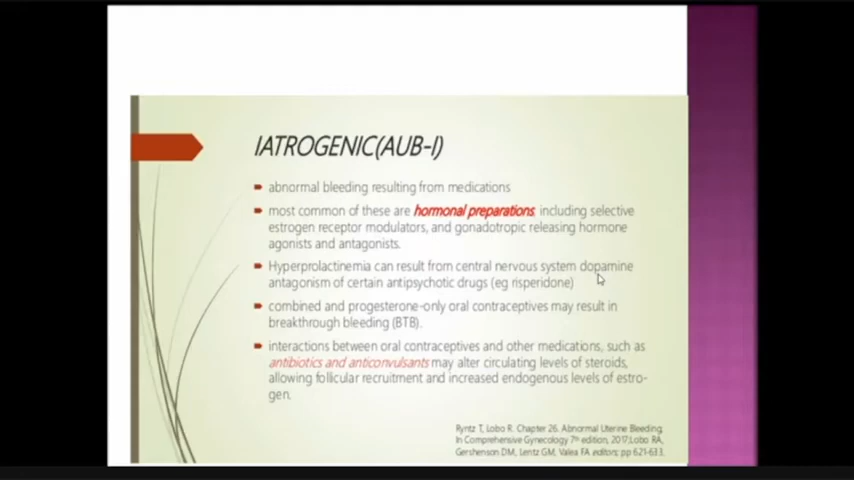 IATROGENIC(AUB-I)
abnormal bleeding resulting from medications
most common of these are hormonal preparations, including selective
estrogen receptor modulators, and gonadotropic releasing hormone
agonists and antagonists.
Hyperprolactinemia can result from central nervous system dopamine
antagonism of certain antipsychotic drugs (eg risperidone)
combined and progesterone-only oral contraceptives may result in
breakthrough bleeding (BTB).
interactions between oral contraceptives and other medications, such as
antibiotics and anticonvulsants may alter circulating levels of steroids,
allowing follicular recruitment and increased endogenous levels of estro-
gen.
Ryntz T, Lobo R. Chapter 26. Abnormal Uterine Bleeding.
In Comprehensive Gynecology 7th edition, 2017,Lobo RA,
Gershenson DM, Lentz GM, Valea FA editors; pp 621-633.